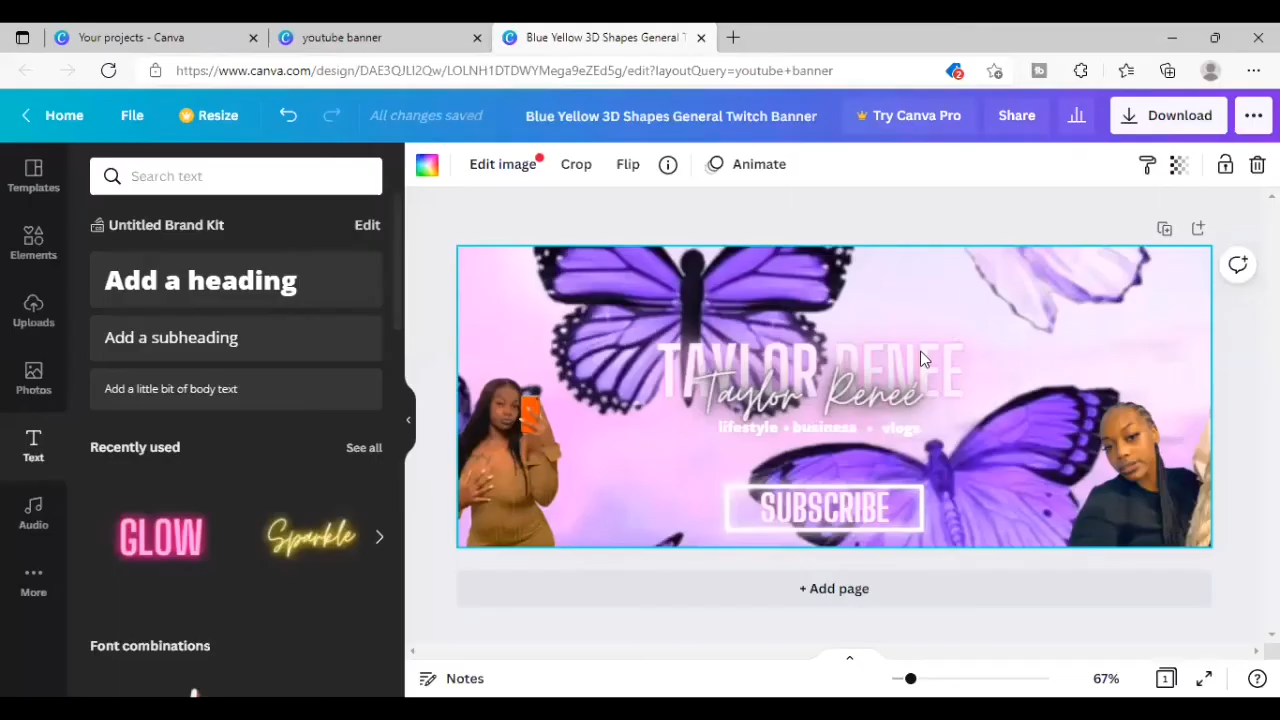 Your projects - Canva
youtube banner
Blue Yellow 3D Shapes General T
https://www.canva.com/design/DAE3QJLI2Qw/LOLNH1DTDWYMega9eZEd5g/edit?layoutQuery=youtube+banner
2
Home
File
Resize
All changes saved
Blue Yellow 3D Shapes General Twitch Banner
Try Canva Pro
Share
Download
Templates
Elements
Uploads
Photos
Text
Audio
More
Search text
Untitled Brand Kit
Edit
Add a heading
Add a subheading
Add a little bit of body text
Recently used
See all
GLOW
Sparkle
Font combinations
Edit image
Crop
Flip
Animate
TAYLOR RENEE
Taylor Reneé
lifestyle • business • vlogs
SUBSCRIBE
+ Add page
Notes
67%
1